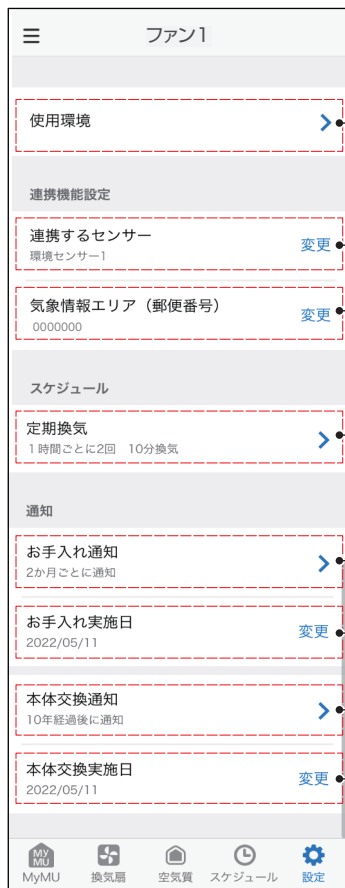 ファン1
使用環境
連携機能設定
連携するセンサー
変更
環境センサー1
気象情報エリア（郵便番号）
変更
0000000
スケジュール
定期換気
1時間ごとに2回　10分換気
通知
お手入れ通知
2か月ごとに通知
お手入れ実施日
変更
2022/05/11
本体交換通知
10年経過後に通知
本体交換実施日
変更
2022/05/11
MY
MU
MyMU 換気扇 空気質 スケジュール 設定